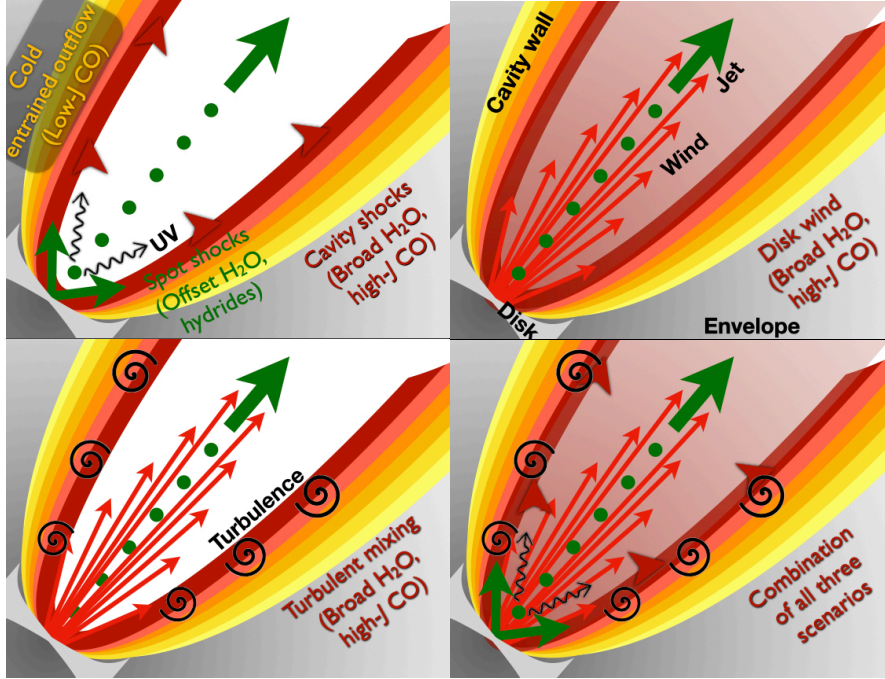 Cold
entrained outflow
(Low-J CO)
UV
Spot shocks
(Offset H₂O,
hydrides)
Cavity shocks
(Broad H₂O,
high-J CO)
Cavity wall
Jet
Wind
Disk wind
(Broad H₂O,
high-J CO)
Disk
Envelope
Turbulence
Turbulent mixing
(Broad H₂O,
high-J CO)
Combination
of all three
scenarios